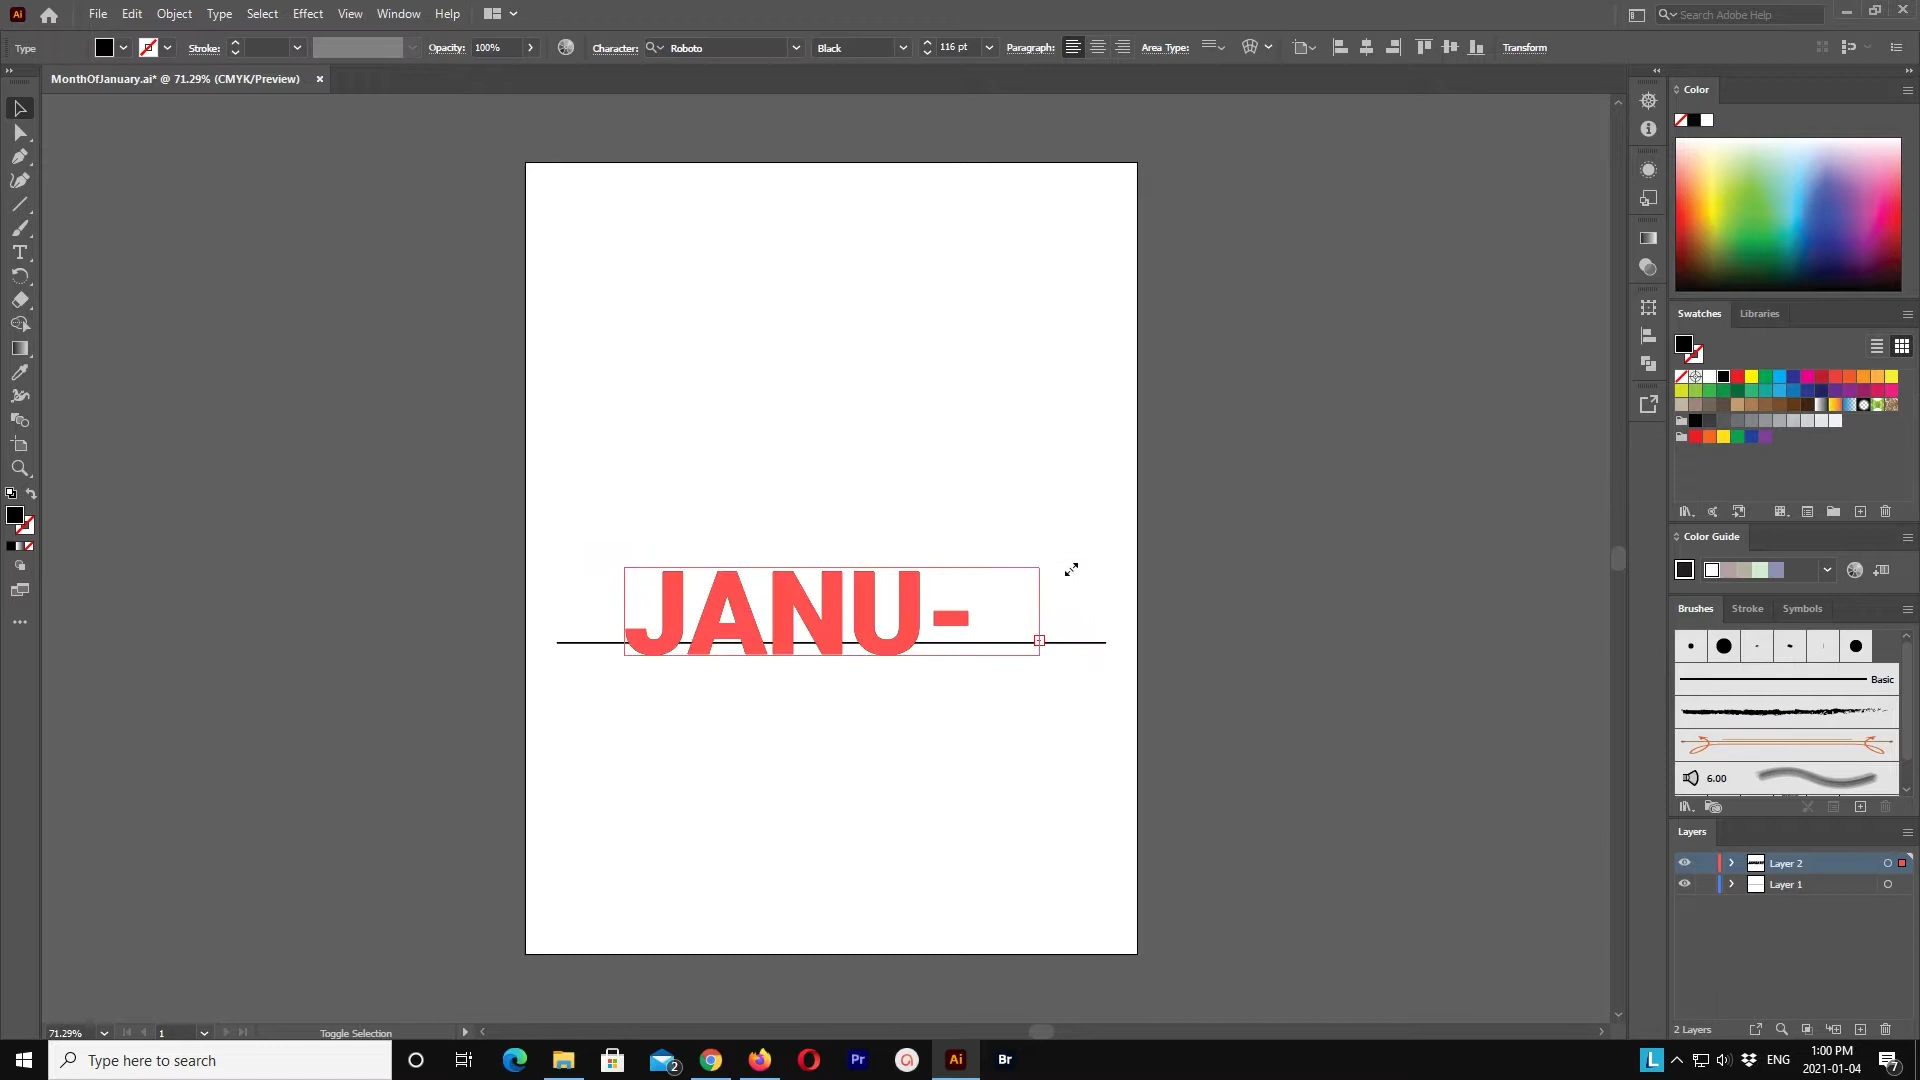 Ai File Edit Object Type Select Effect View Window Help Search Adobe Help
Type Stroke: Opacity: 100% Character: Roboto Black 116 pt Paragraph: Area Type: Transform
MonthOfJanuary.ai* @ 71.29% (CMYK/Preview) ×
Color
Swatches Libraries
JANU-
Color Guide
Brushes Stroke Symbols
Basic
6.00
Layers
Layer 2
Layer 1
2 Layers
71.29% 1 Toggle Selection
Type here to search 2 Pr Ai Br L ENG 1:00 PM
2021-01-04 7